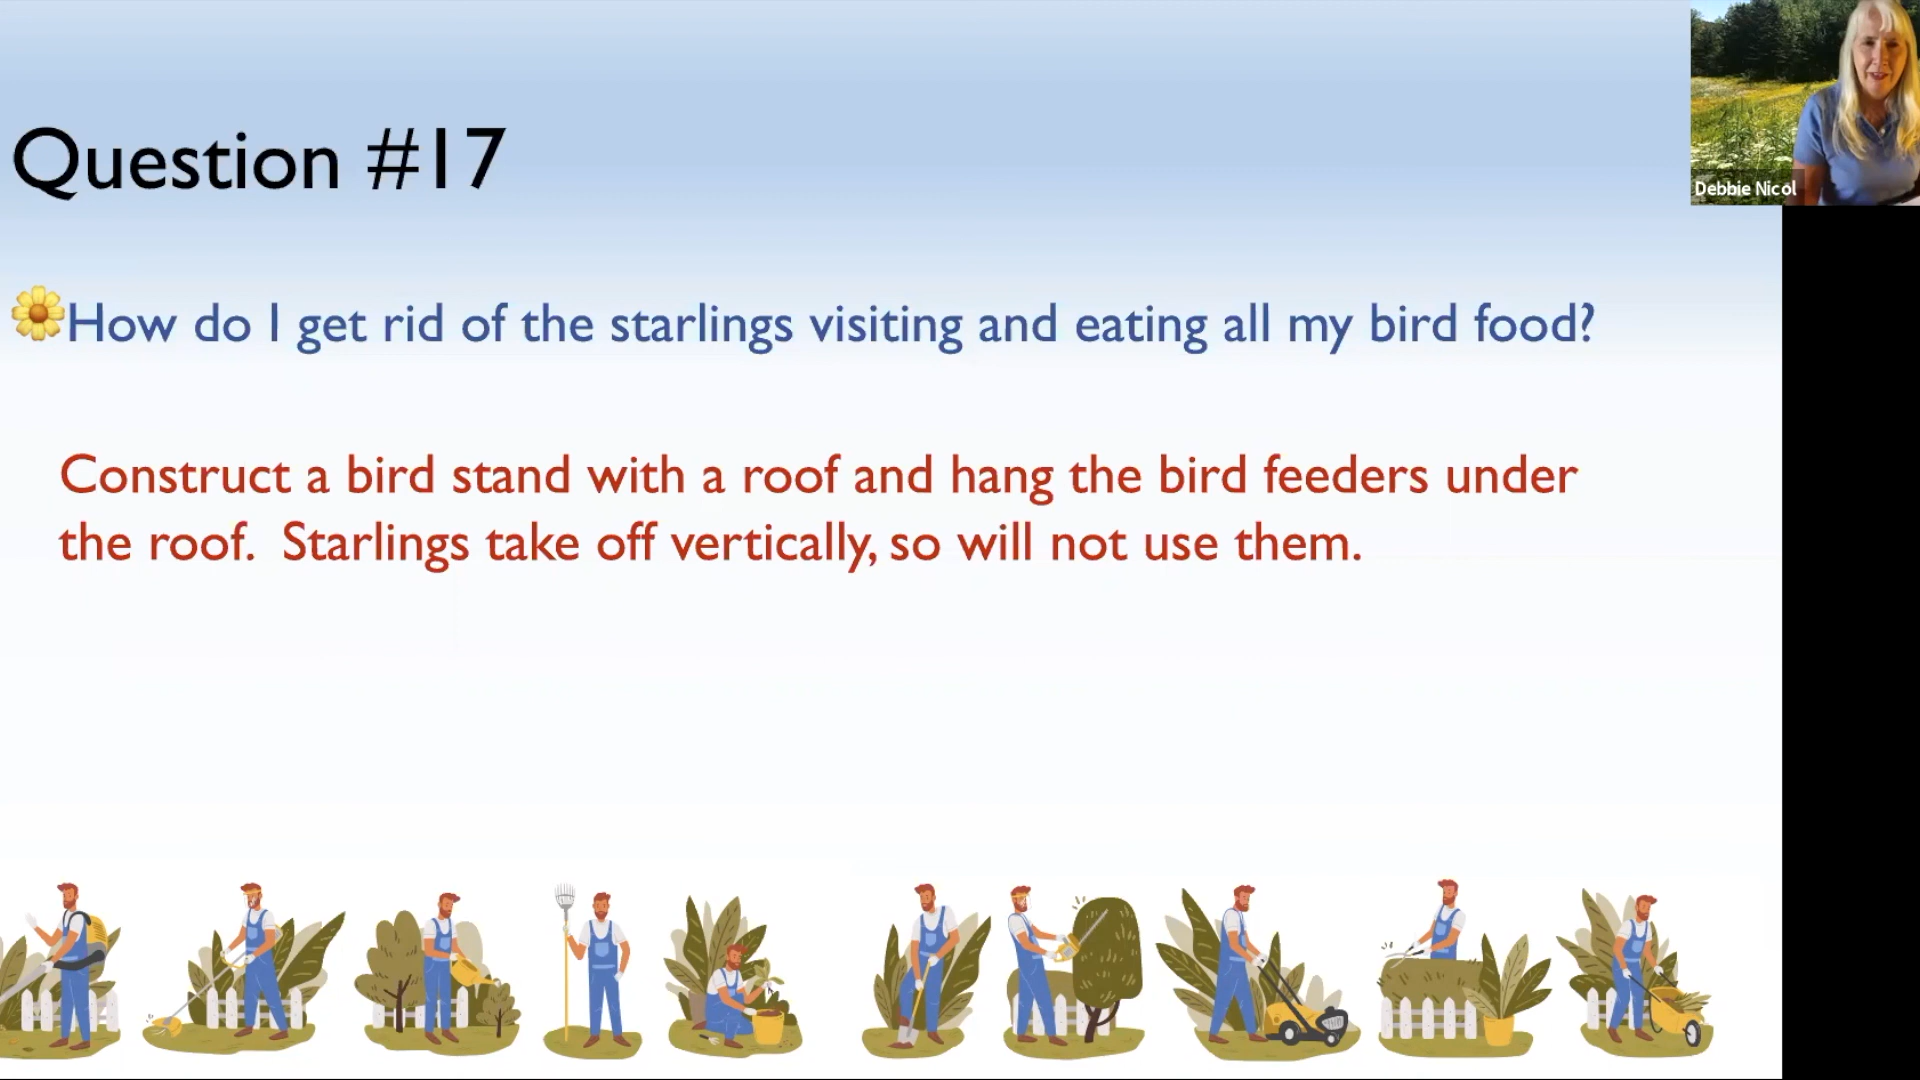 Question #17
How do I get rid of the starlings visiting and eating all my bird food?
Construct a bird stand with a roof and hang the bird feeders under
the roof.  Starlings take off vertically, so will not use them.
Debbie Nicol